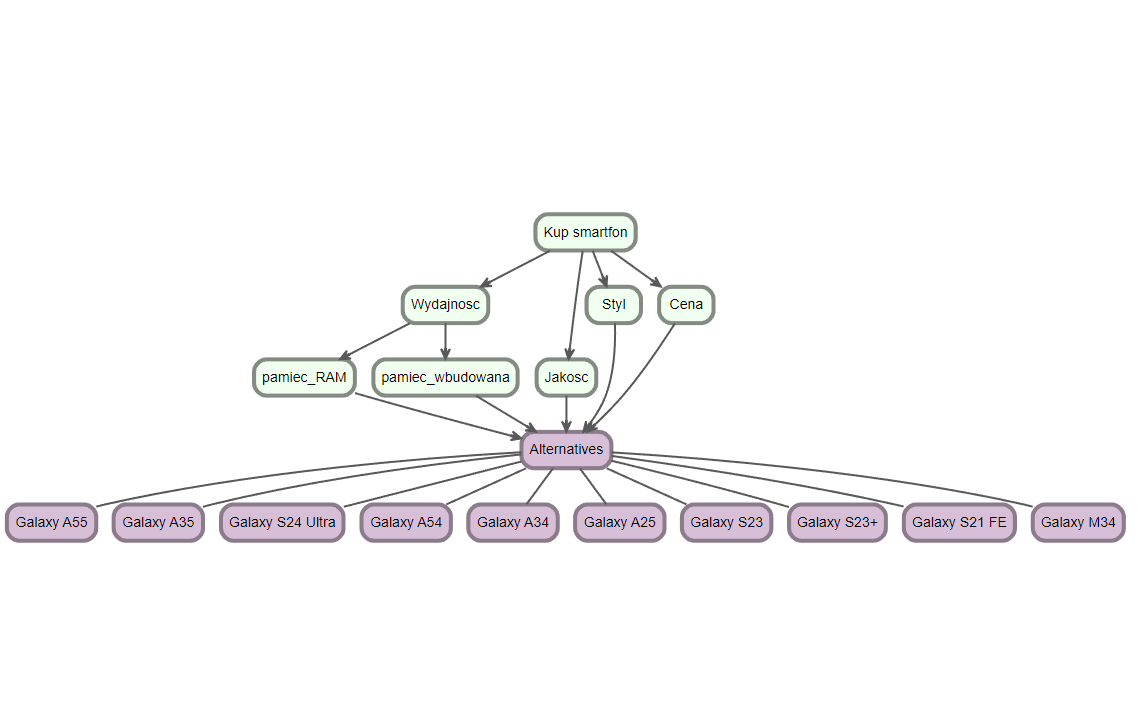 Kup smartfon
Wydajnosc
Styl
Cena
pamiec_RAM
pamiec_wbudowana
Jakosc
Alternatives
Galaxy A55
Galaxy A35
Galaxy S24 Ultra
Galaxy A54
Galaxy A34
Galaxy A25
Galaxy S23
Galaxy S23+
Galaxy S21 FE
Galaxy M34